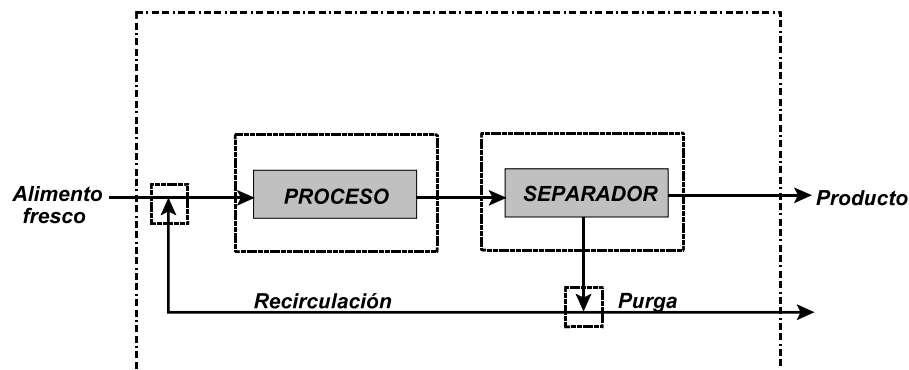 Alimento
fresco
PROCESO
SEPARADOR
Producto
Recirculación
Purga